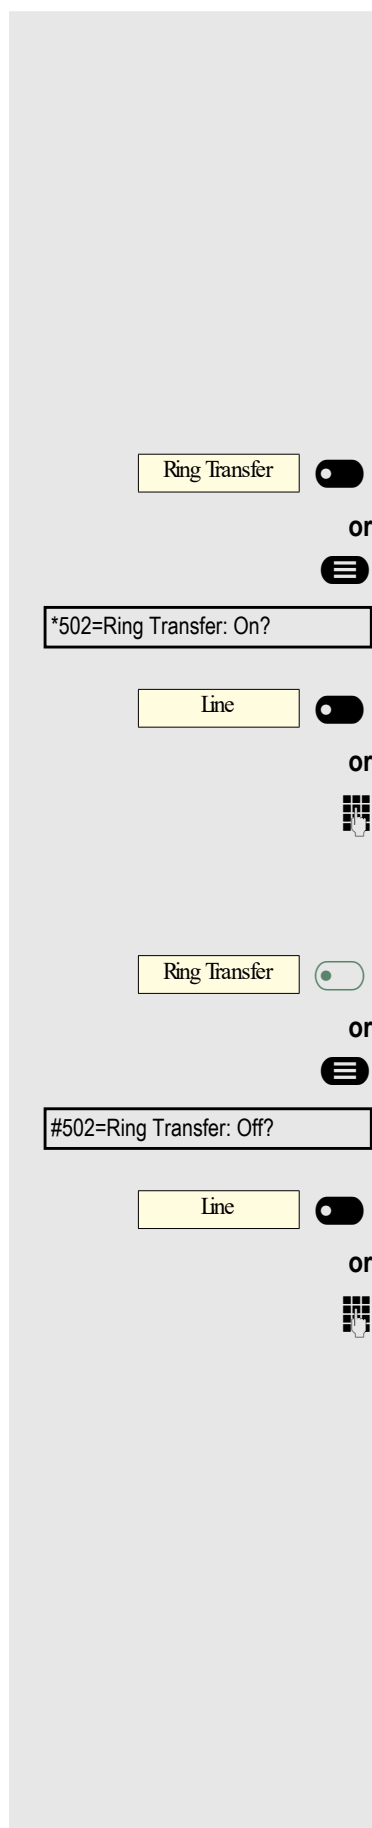 Ring Transfer
or
*502=Ring Transfer: On?
Line
or
Ring Transfer
or
#502=Ring Transfer: Off?
Line
or